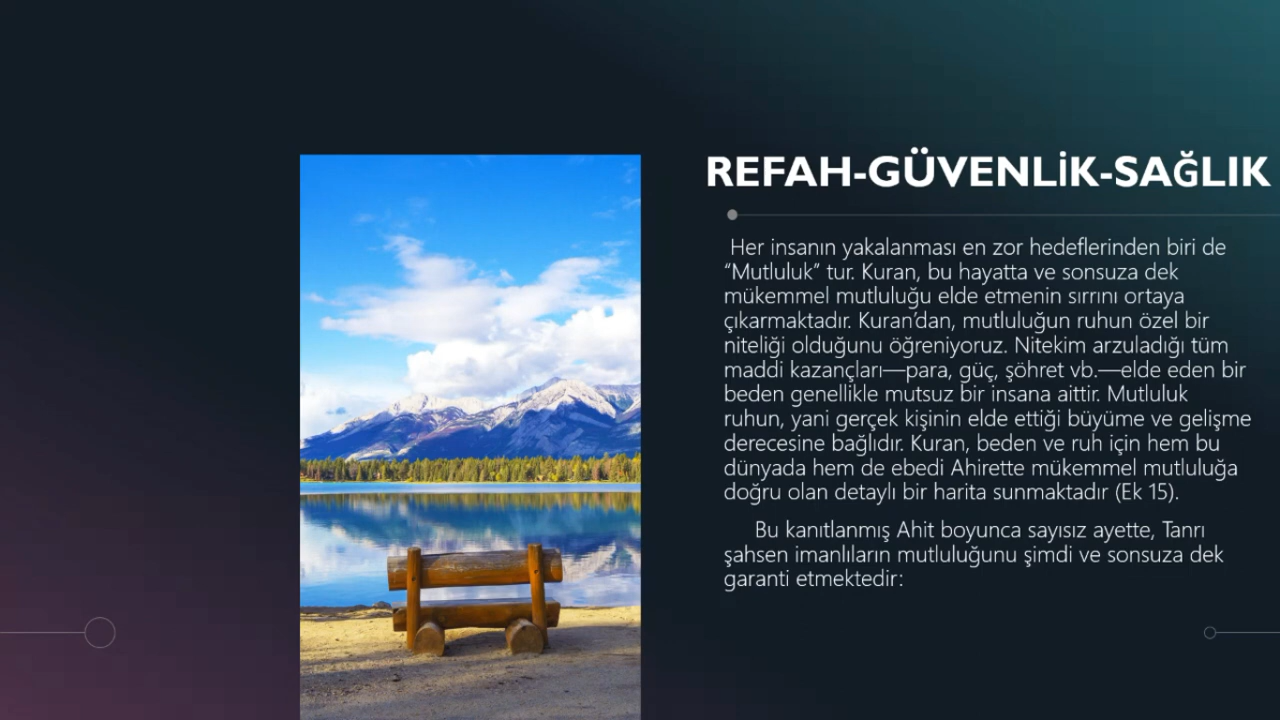 REFAH-GÜVENLİK-SAĞLIK
Her insanın yakalanması en zor hedeflerinden biri de
“Mutluluk” tur. Kuran, bu hayatta ve sonsuza dek
mükemmel mutluluğu elde etmenin sırrını ortaya
çıkarmaktadır. Kuran’dan, mutluluğun ruhun özel bir
niteliği olduğunu öğreniyoruz. Nitekim arzuladığı tüm
maddi kazançları—para, güç, şöhret vb.—elde eden bir
beden genellikle mutsuz bir insana aittir. Mutluluk
ruhun, yani gerçek kişinin elde ettiği büyüme ve gelişme
derecesine bağlıdır. Kuran, beden ve ruh için hem bu
dünyada hem de ebedi Ahirette mükemmel mutluluğa
doğru olan detaylı bir harita sunmaktadır (Ek 15).
Bu kanıtlanmış Ahit boyunca sayısız ayette, Tanrı
şahsen imanlıların mutluluğunu şimdi ve sonsuza dek
garanti etmektedir: